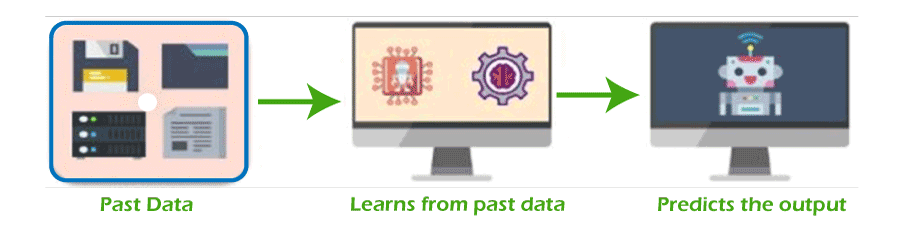 Past Data
Learns from past data
Predicts the output